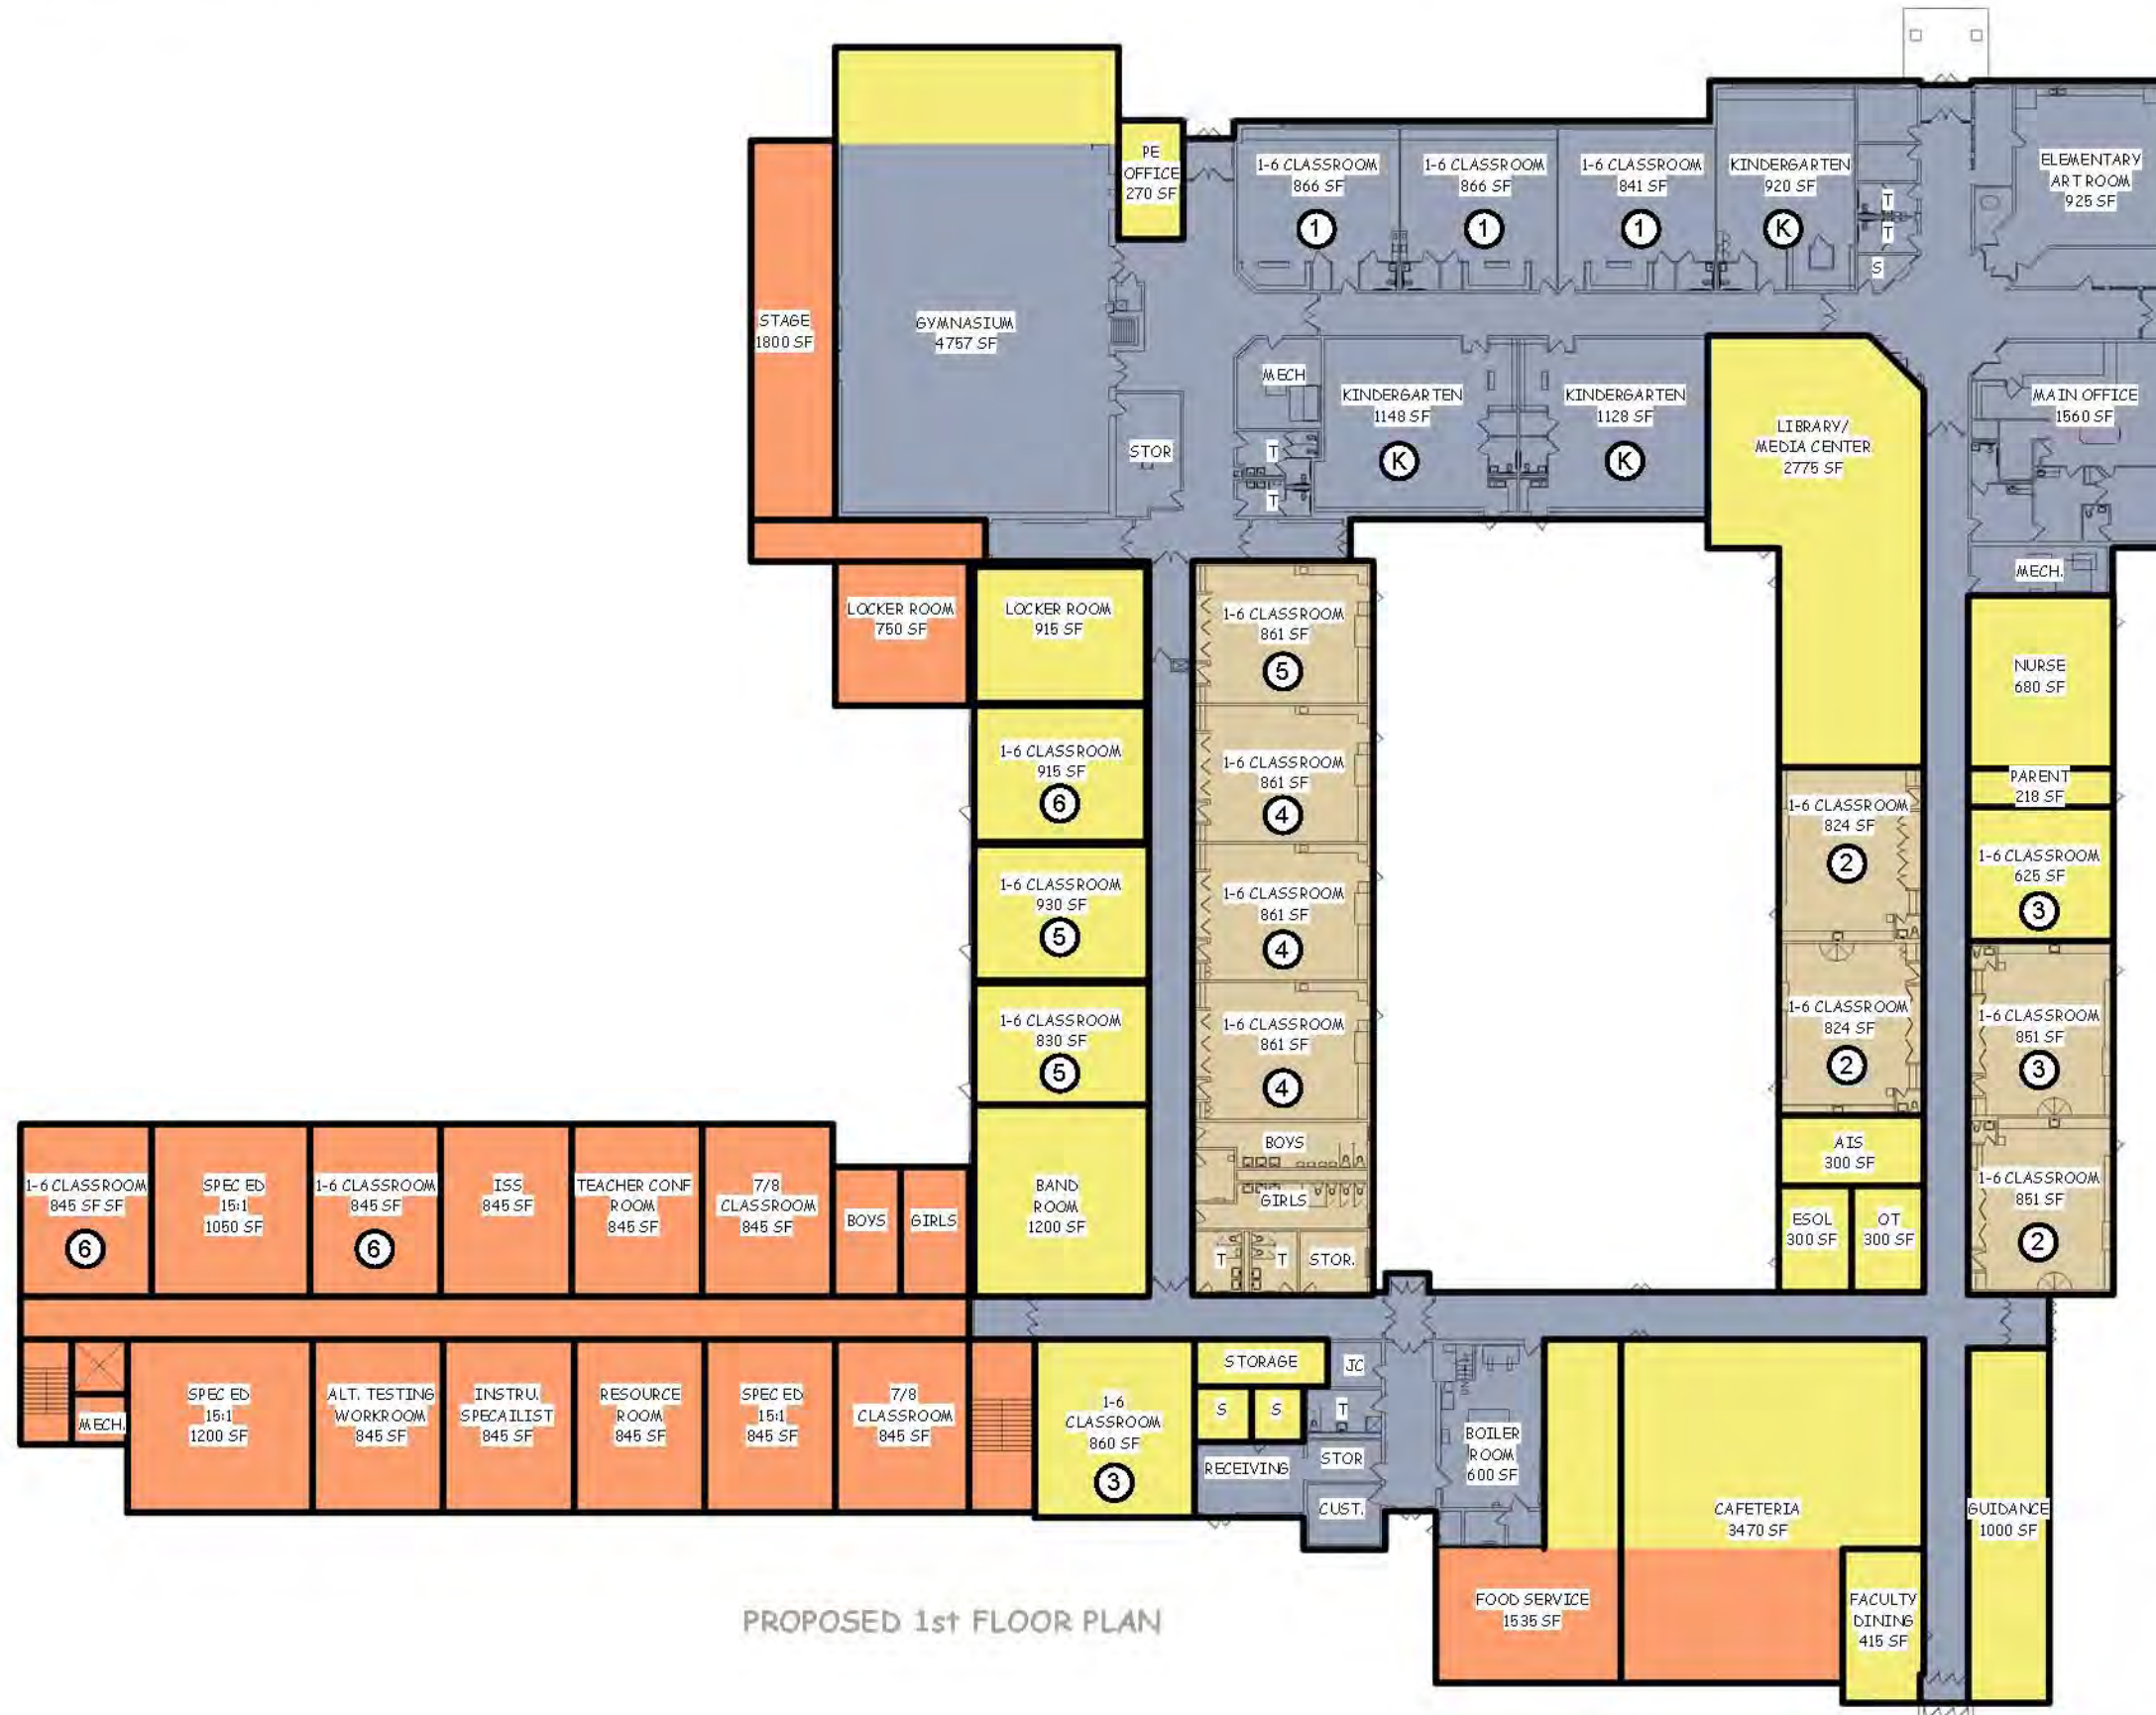 PE
OFFICE
270 SF
1-6 CLASSROOM
866 SF
1
1-6 CLASSROOM
866 SF
1
1-6 CLASSROOM
841 SF
1
KINDERGARTEN
920 SF
K
T
T
S
ELEMENTARY
ART ROOM
925 SF
STAGE
1800 SF
GYMNASIUM
4757 SF
STOR
MECH
T
T
KINDERGARTEN
1148 SF
K
KINDERGARTEN
1128 SF
K
LIBRARY/
MEDIA CENTER
2775 SF
MAIN OFFICE
1560 SF
MECH.
LOCKER ROOM
750 SF
LOCKER ROOM
915 SF
1-6 CLASSROOM
861 SF
5
NURSE
680 SF
1-6 CLASSROOM
915 SF
6
1-6 CLASSROOM
861 SF
4
1-6 CLASSROOM
824 SF
2
PARENT
218 SF
1-6 CLASSROOM
930 SF
5
1-6 CLASSROOM
861 SF
4
1-6 CLASSROOM
625 SF
3
1-6 CLASSROOM
830 SF
5
1-6 CLASSROOM
861 SF
4
1-6 CLASSROOM
824 SF
2
1-6 CLASSROOM
851 SF
3
1-6 CLASSROOM
845 SF SF
6
SPEC ED
15:1
1050 SF
1-6 CLASSROOM
845 SF
6
ISS
845 SF
TEACHER CONF
ROOM
845 SF
7/8
CLASSROOM
845 SF
BOYS
GIRLS
BAND
ROOM
1200 SF
BOYS
GIRLS
T
T
STOR.
AIS
300 SF
ESOL
300 SF
OT
300 SF
1-6 CLASSROOM
851 SF
2
MECH.
SPEC ED
15:1
1200 SF
ALT. TESTING
WORKROOM
845 SF
INSTRU.
SPECAILIST
845 SF
RESOURCE
ROOM
845 SF
SPEC ED
15:1
845 SF
7/8
CLASSROOM
845 SF
1-6
CLASSROOM
860 SF
3
STORAGE
S
S
JC
T
RECEIVING
STOR
CUST.
BOILER
ROOM
600 SF
CAFETERIA
3470 SF
GUIDANCE
1000 SF
FOOD SERVICE
1535 SF
FACULTY
DINING
415 SF
PROPOSED 1st FLOOR PLAN